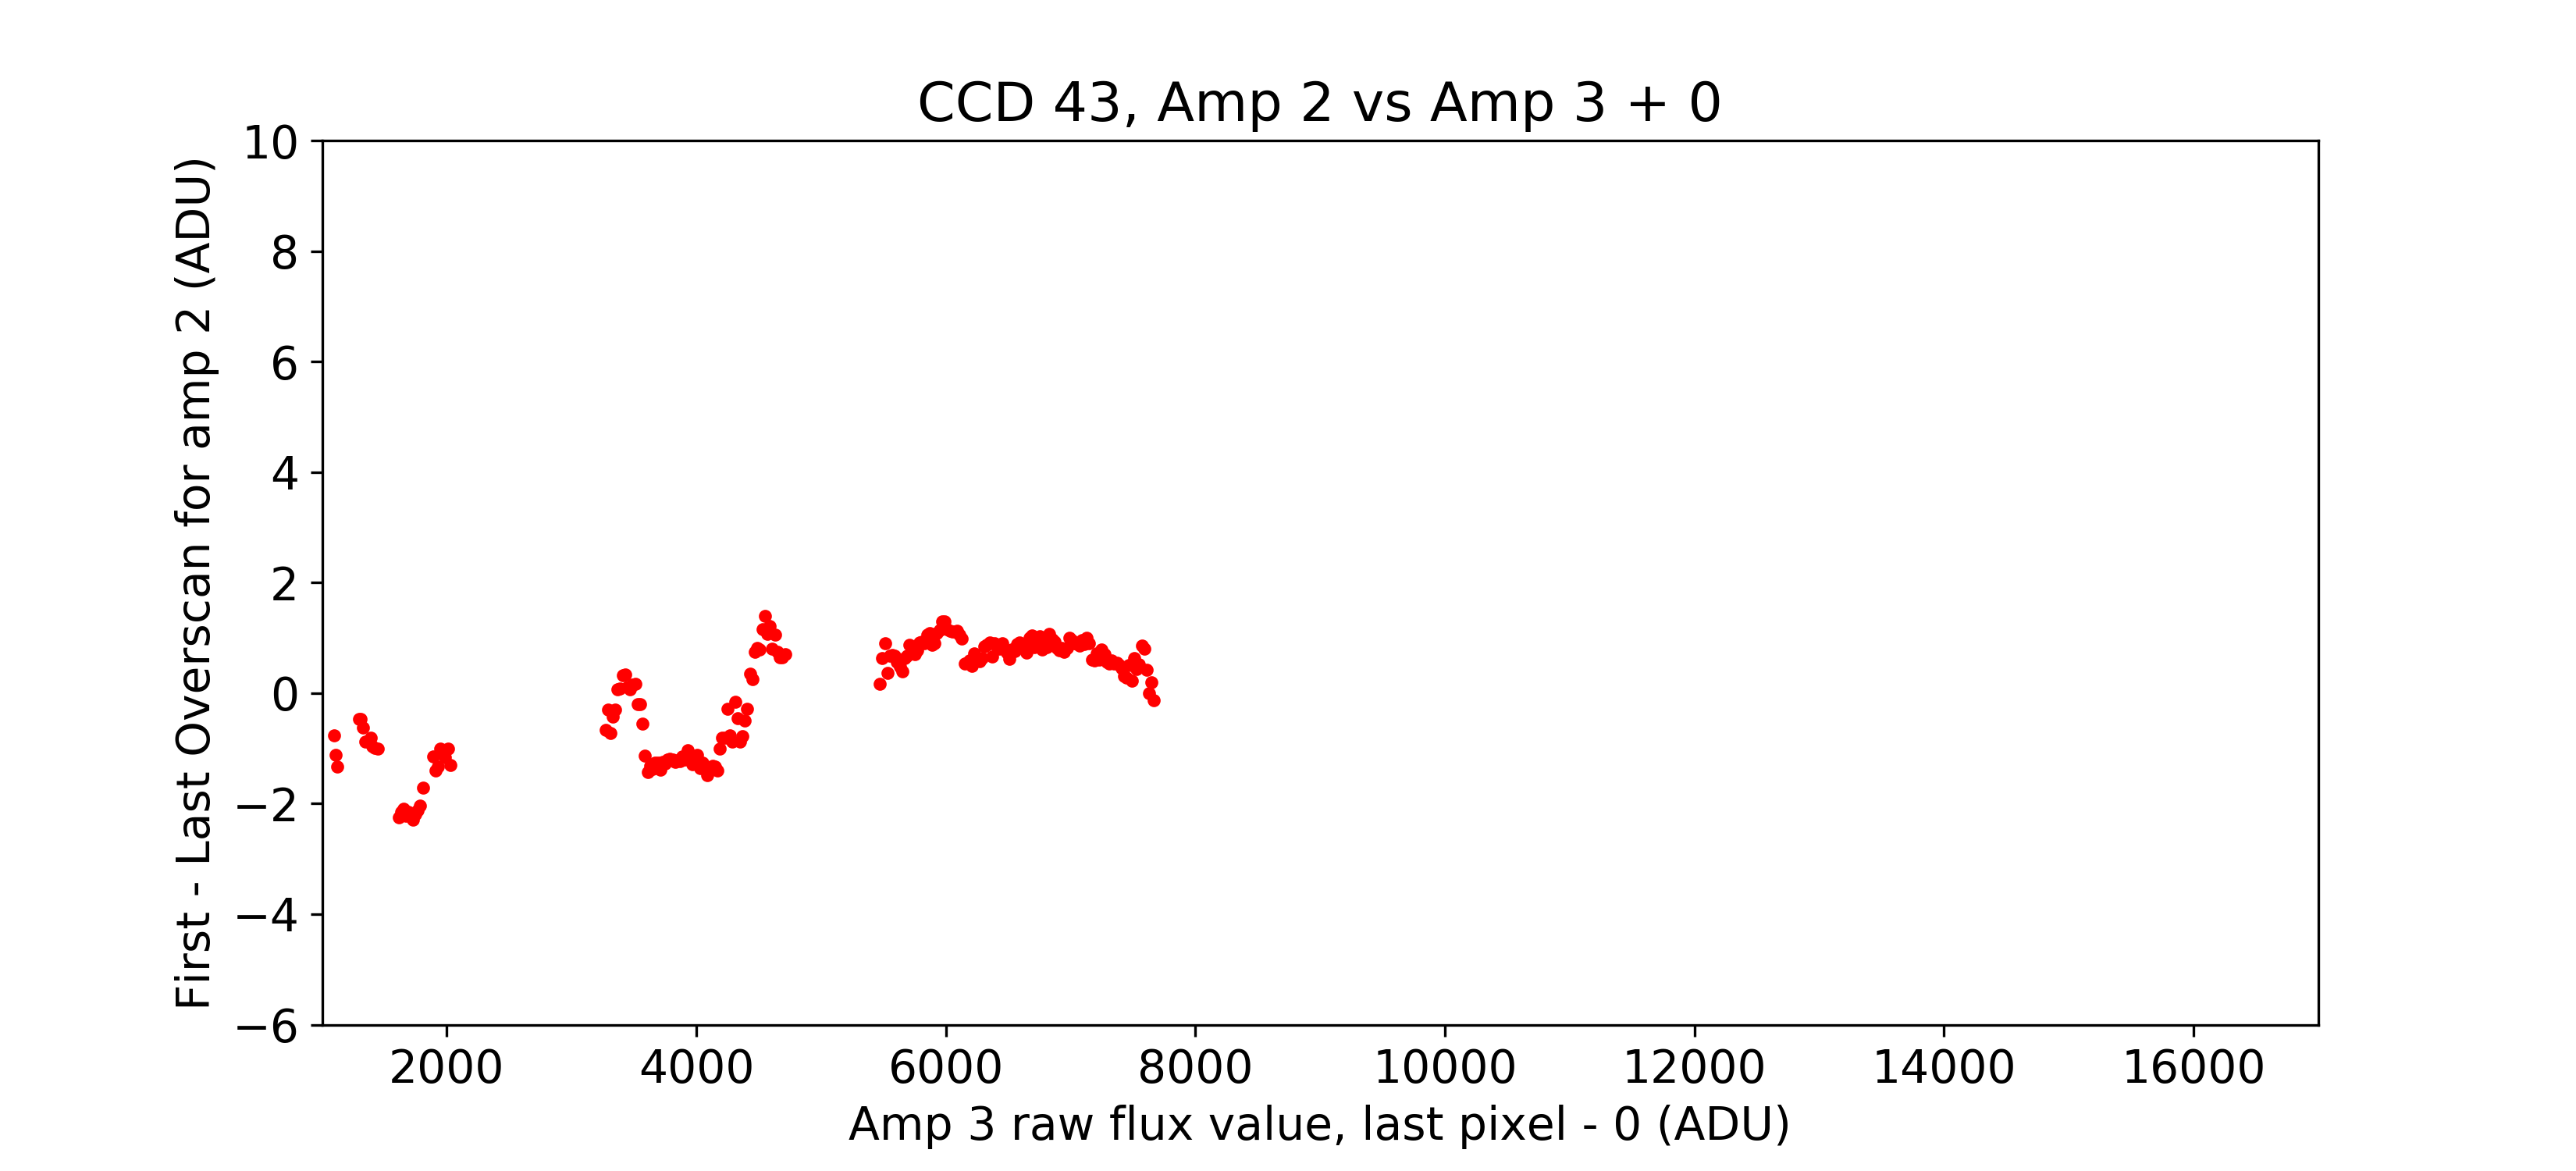 CCD 43, Amp 2 vs Amp 3 + 0
First - Last Overscan for amp 2 (ADU)
10
8
6
4
2
0
−2
−4
−6
2000 4000 6000 8000 10000 12000 14000 16000
Amp 3 raw flux value, last pixel - 0 (ADU)